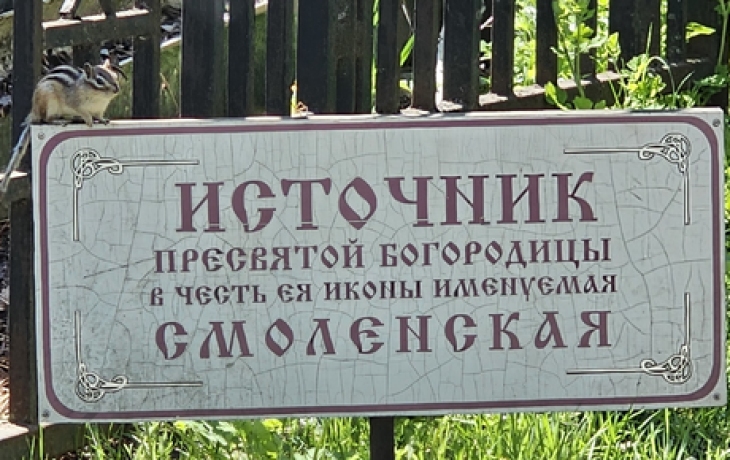 ИСТОЧНИК
ПРЕСВЯТОЙ БОГОРОДИЦЫ
В ЧЕСТЬ ЕЯ ИКОНЫ ИМЕНУЕМАЯ
СМОЛЕНСКАЯ